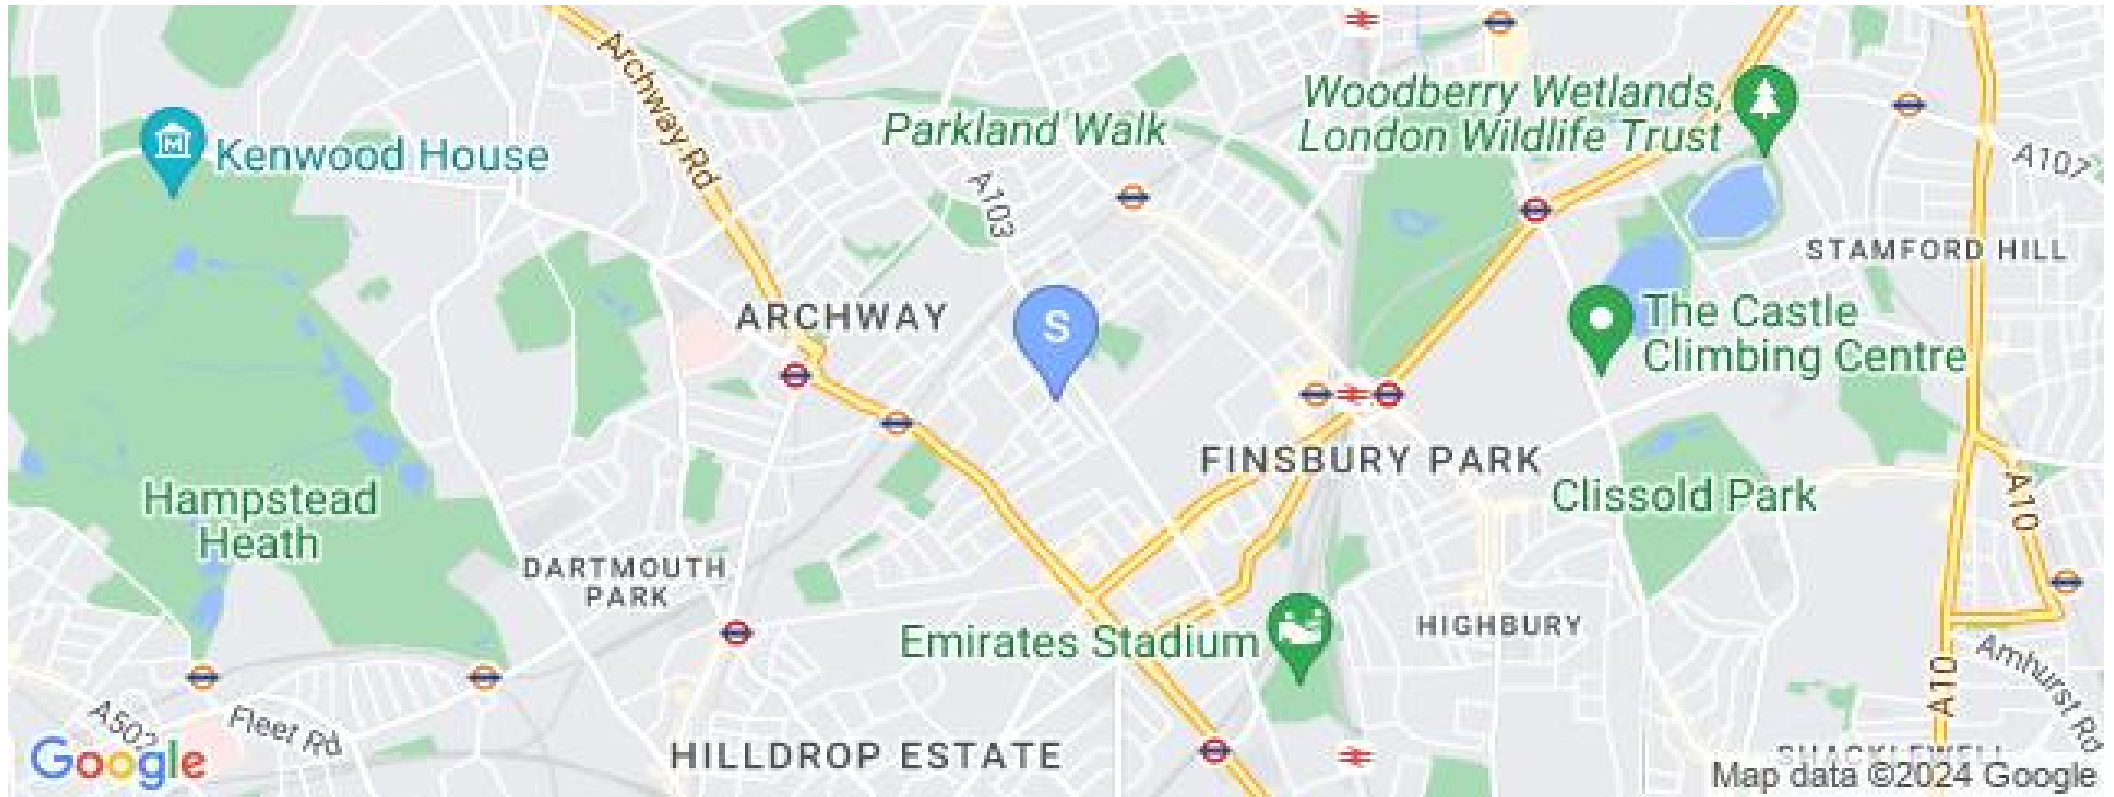 Archway Rd
Woodberry Wetlands,
London Wildlife Trust
Parkland Walk
Kenwood House
A107
A103
STAMFORD HILL
ARCHWAY
S
The Castle
Climbing Centre
FINSBURY PARK
Clissold Park
Hampstead
Heath
A10
DARTMOUTH
PARK
HIGHBURY
Emirates Stadium
A10
Amhurst Rd
A502
Fleet Rd
HILLDROP ESTATE
SHACKLEWELL
Google
Map data ©2024 Google